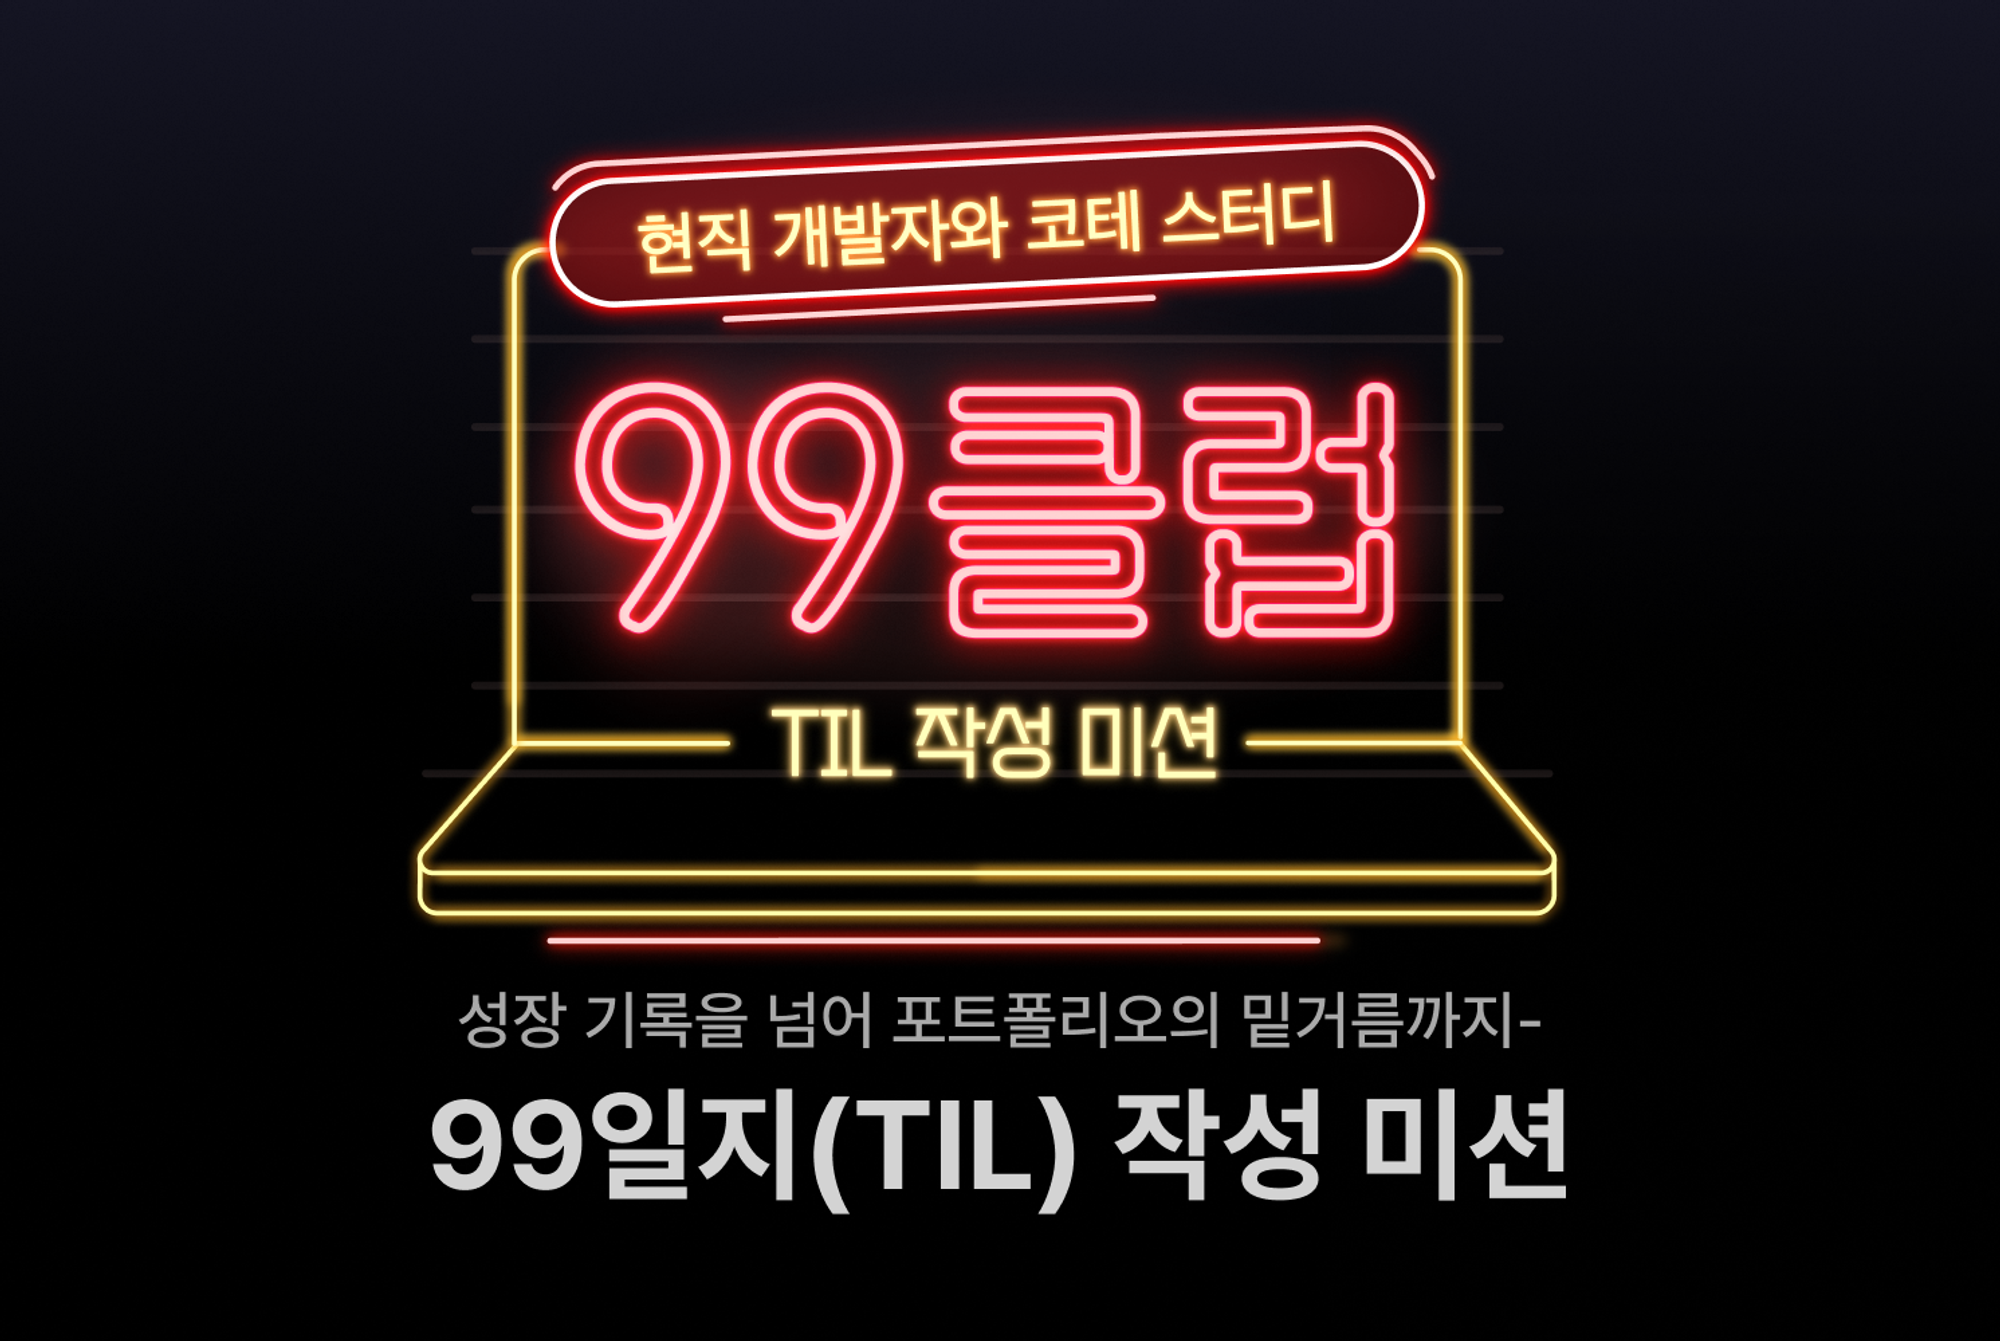 현직 개발자와 코테 스터디
99클럽
TIL 작성 미션
성장 기록을 넘어 포트폴리오의 밑거름까지-
99일지(TIL) 작성 미션